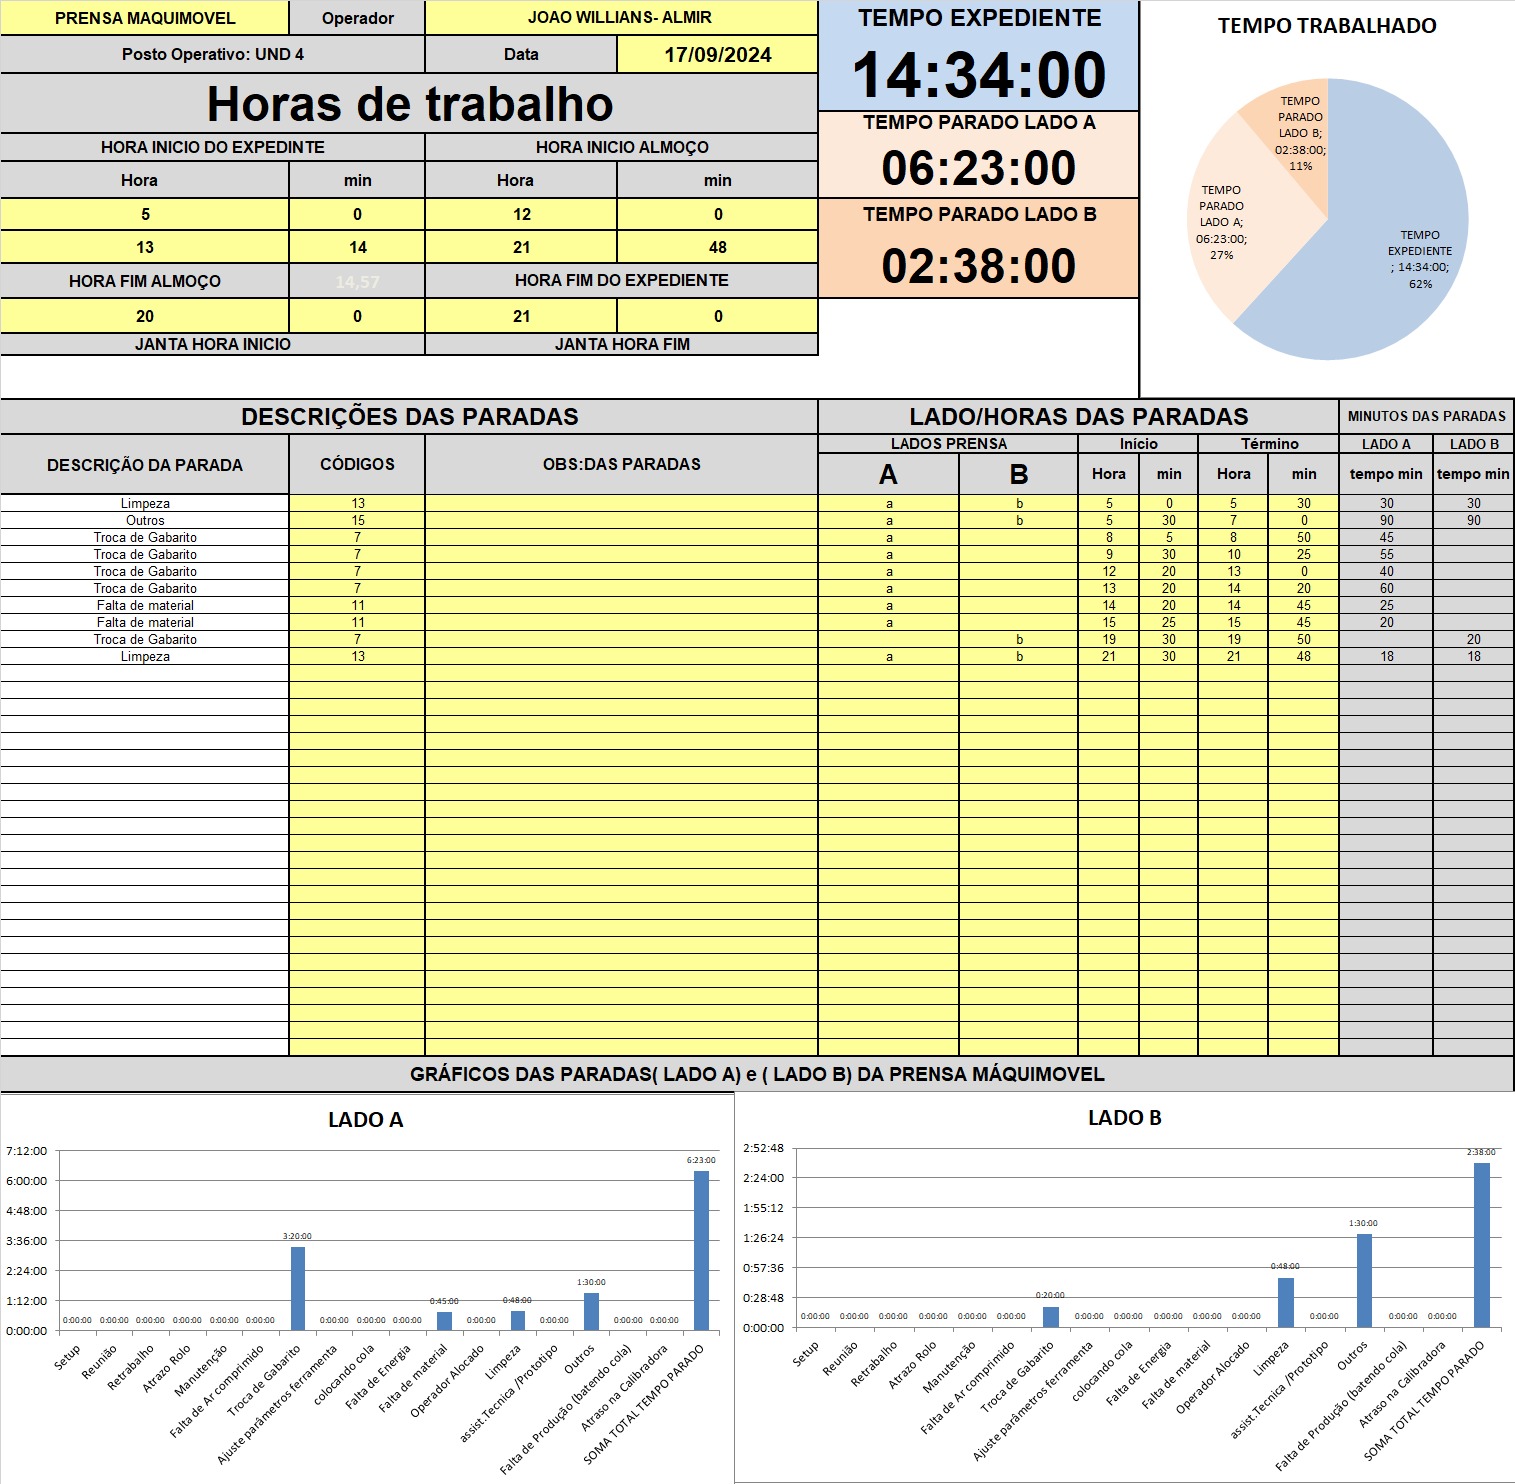 PRENSA MAQUIMOVEL Operador JOAO WILLIANS- ALMIR
Posto Operativo: UND 4 Data 17/09/2024
Horas de trabalho
HORA INICIO DO EXPEDINTE HORA INICIO ALMOÇO
Hora min Hora min
5 0 12 0
13 14 21 48
HORA FIM ALMOÇO 14,57 HORA FIM DO EXPEDIENTE
20 0 21 0
JANTA HORA INICIO JANTA HORA FIM
TEMPO EXPEDIENTE
14:34:00
TEMPO PARADO LADO A
06:23:00
TEMPO PARADO LADO B
02:38:00
TEMPO TRABALHADO
TEMPO
PARADO
LADO B;
02:38:00;
11%
TEMPO
PARADO
LADO A;
06:23:00;
27%
TEMPO
EXPEDIENTE
; 14:34:00;
62%
DESCRIÇÕES DAS PARADAS LADO/HORAS DAS PARADAS MINUTOS DAS PARADAS
DESCRIÇÃO DA PARADA CÓDIGOS OBS:DAS PARADAS
LADOS PRENSA Início Término LADO A LADO B
A B Hora min Hora min tempo min tempo min
Limpeza 13 a b 5 0 5 30 30 30
Outros 15 a b 5 30 7 0 90 90
Troca de Gabarito 7 a 8 5 8 50 45
Troca de Gabarito 7 a 9 30 10 25 55
Troca de Gabarito 7 a 12 20 13 0 40
Troca de Gabarito 7 a 13 20 14 20 60
Falta de material 11 a 14 20 14 45 25
Falta de material 11 a 15 25 15 45 20
Troca de Gabarito 7 b 19 30 19 50 20
Limpeza 13 a b 21 30 21 48 18 18
GRÁFICOS DAS PARADAS( LADO A) e ( LADO B) DA PRENSA MÁQUIMOVEL
LADO A
7:12:00
6:00:00
4:48:00
3:36:00
2:24:00
1:12:00
0:00:00
0:00:00 0:00:00 0:00:00 0:00:00 0:00:00 0:00:00 3:20:00 0:00:00 0:00:00 0:00:00 0:45:00 0:00:00 0:48:00 0:00:00 1:30:00 0:00:00 0:00:00 6:23:00
Setup
Reunião
Retrabalho
Atrazo Rolo
Manutenção
Falta de Ar comprimido
Troca de Gabarito
Ajuste parâmetros ferramenta
colocando cola
Falta de Energia
Falta de material
Operador Alocado
Limpeza
assist.Tecnica /Prototipo
Outros
Falta de Produção (batendo cola)
Atraso na Calibradora
SOMA TOTAL TEMPO PARADO
LADO B
2:52:48
2:24:00
1:55:12
1:26:24
0:57:36
0:28:48
0:00:00
0:00:00 0:00:00 0:00:00 0:00:00 0:00:00 0:00:00 0:20:00 0:00:00 0:00:00 0:00:00 0:00:00 0:00:00 0:48:00 0:00:00 1:30:00 0:00:00 0:00:00 2:38:00
Setup
Reunião
Retrabalho
Atrazo Rolo
Manutenção
Falta de Ar comprimido
Troca de Gabarito
Ajuste parâmetros ferramenta
colocando cola
Falta de Energia
Falta de material
Operador Alocado
Limpeza
assist.Tecnica /Prototipo
Outros
Falta de Produção (batendo cola)
Atraso na Calibradora
SOMA TOTAL TEMPO PARADO